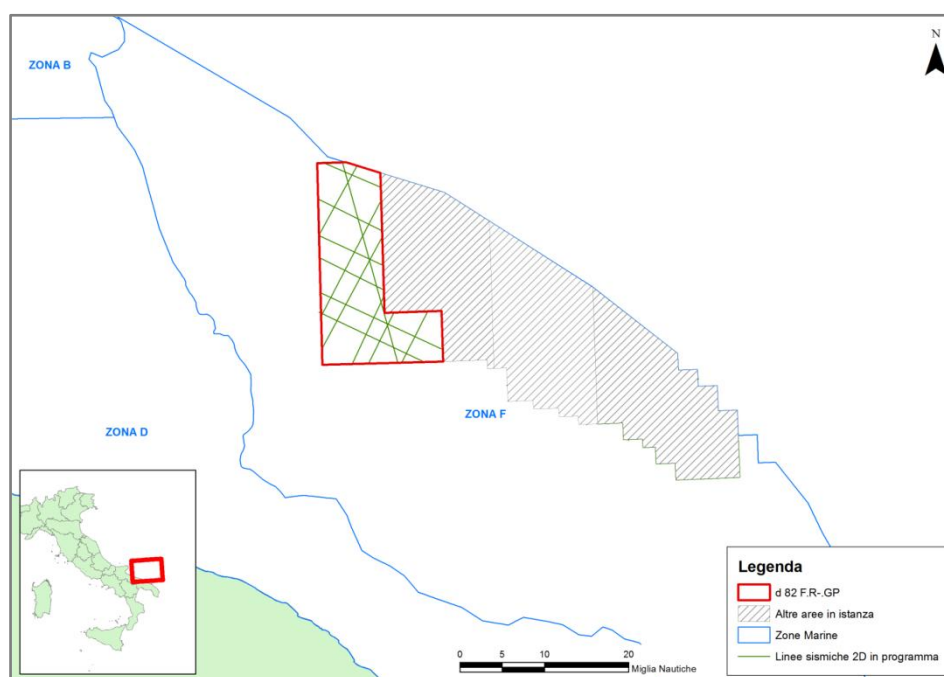 N
ZONA B
ZONA F
ZONA D
Legenda
d 82 F.R-.GP
Altre aree in istanza
Zone Marine
Linee sismiche 2D in programma
0 5 10 20
Miglia Nautiche